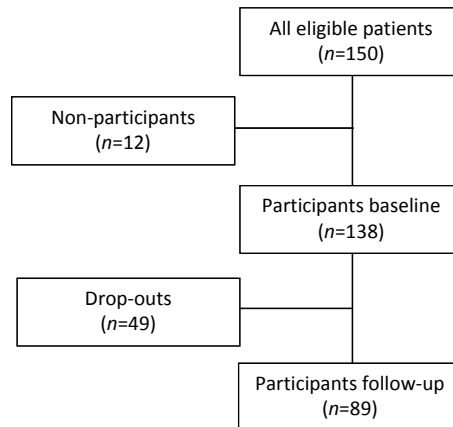 All eligible patients
(n=150)
Non-participants
(n=12)
Participants baseline
(n=138)
Drop-outs
(n=49)
Participants follow-up
(n=89)